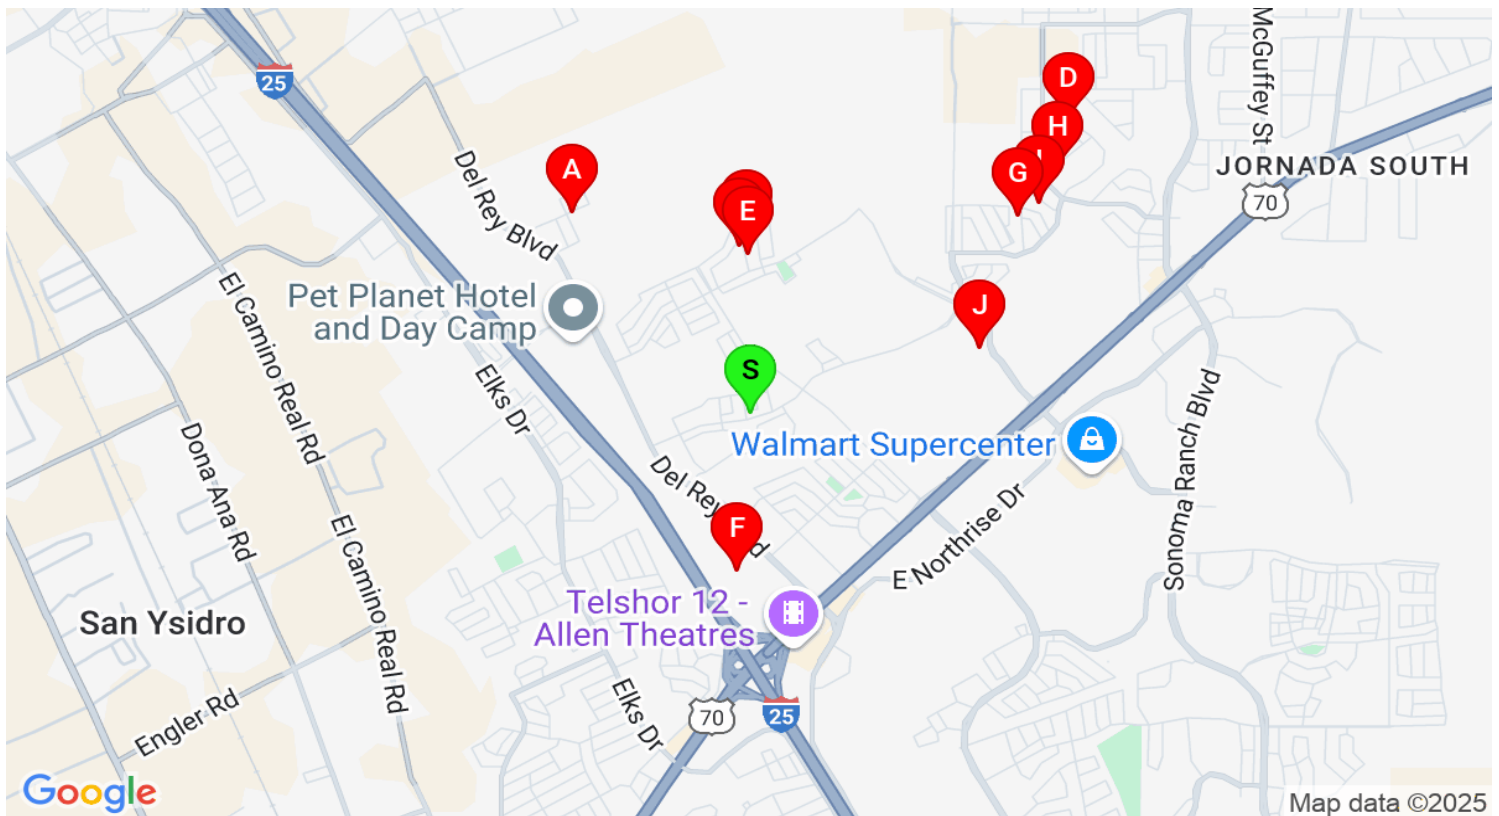 25
McGuffey St
D
H
G
A
E
JORNADA SOUTH
70
Del Rey Blvd
Pet Planet Hotel
and Day Camp
J
El Camino Real Rd
Elks Dr
S
Walmart Supercenter
Sonoma Ranch Blvd
Dona Ana Rd
Del Rey
F
E Northrise Dr
El Camino Real Rd
Telshor 12 -
Allen Theatres
San Ysidro
Engler Rd
Elks Dr
70
25
Google
Map data ©2025